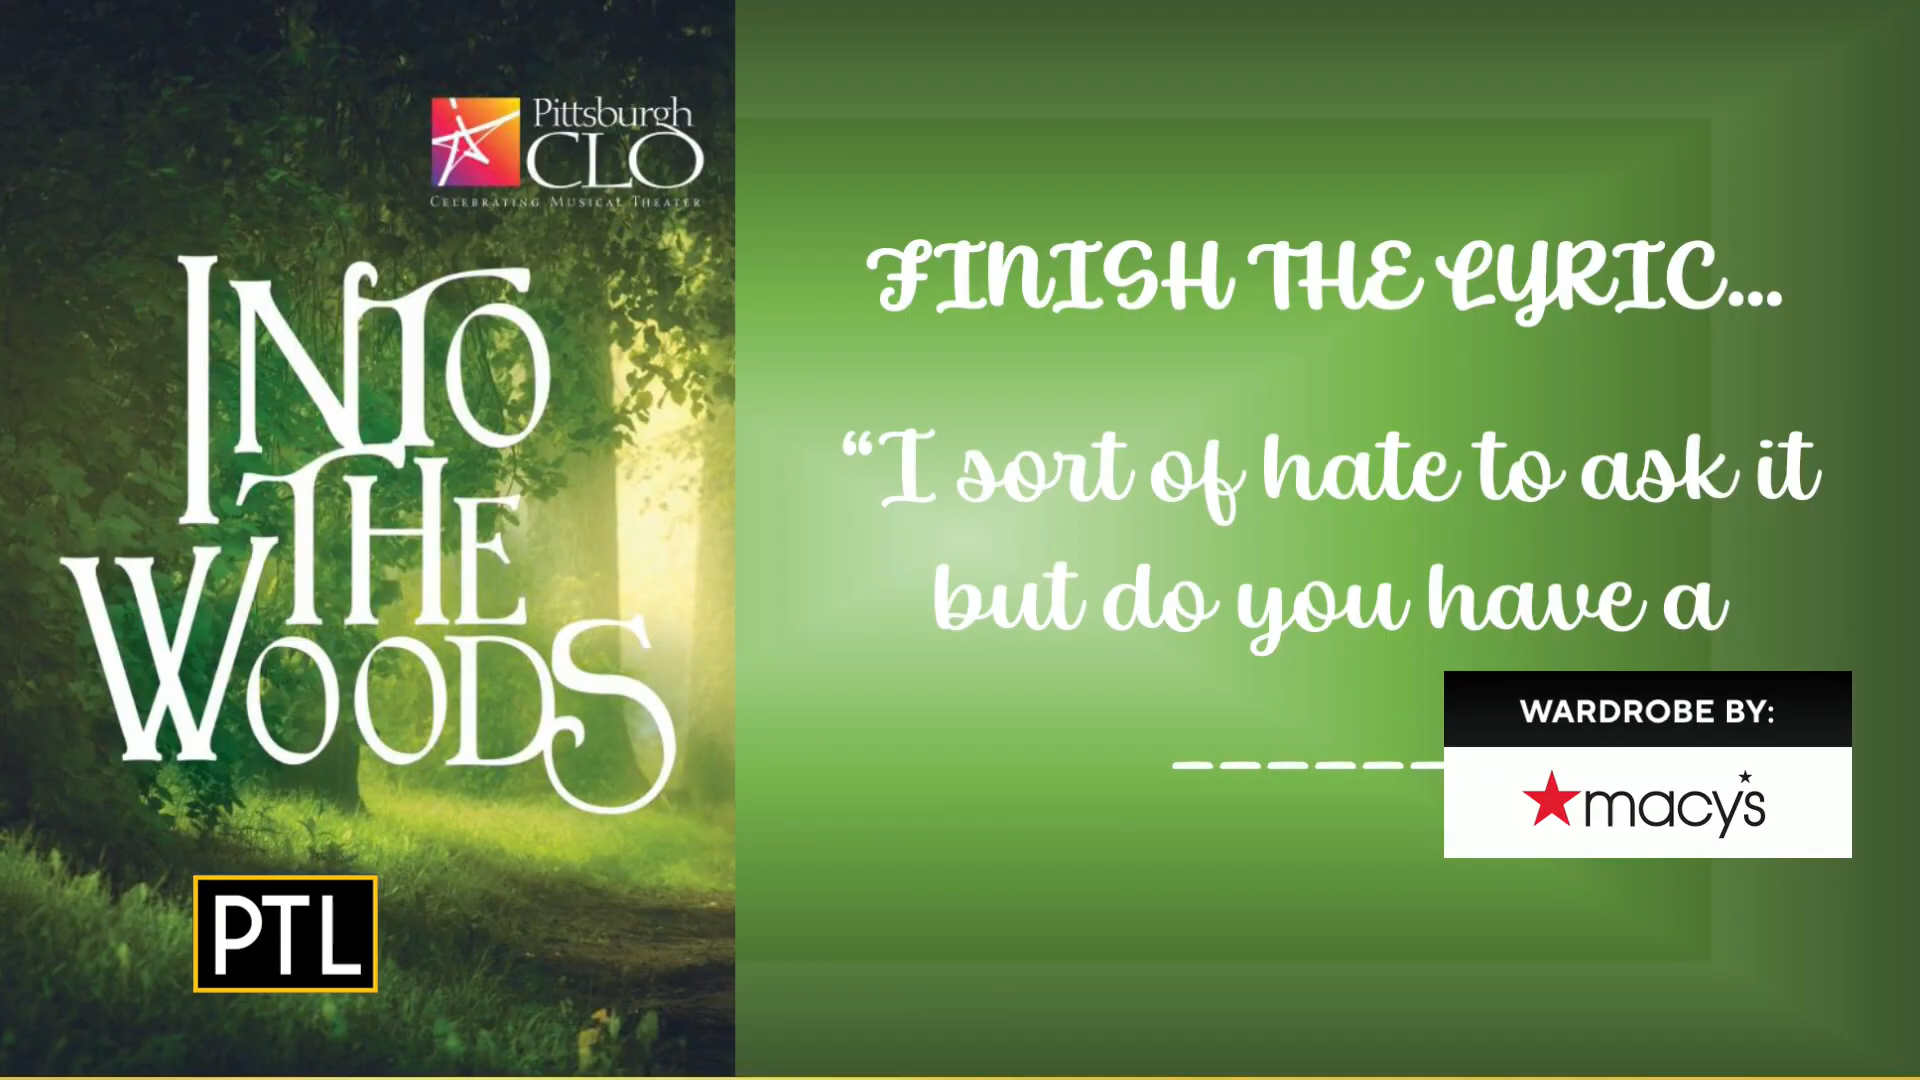 Pittsburgh
CLO
CELEBRATING MUSICAL THEATER
INTO
THE
WOODS
PTL
FINISH THE LYRIC...
“I sort of hate to ask it
but do you have a
______
WARDROBE BY:
macy's